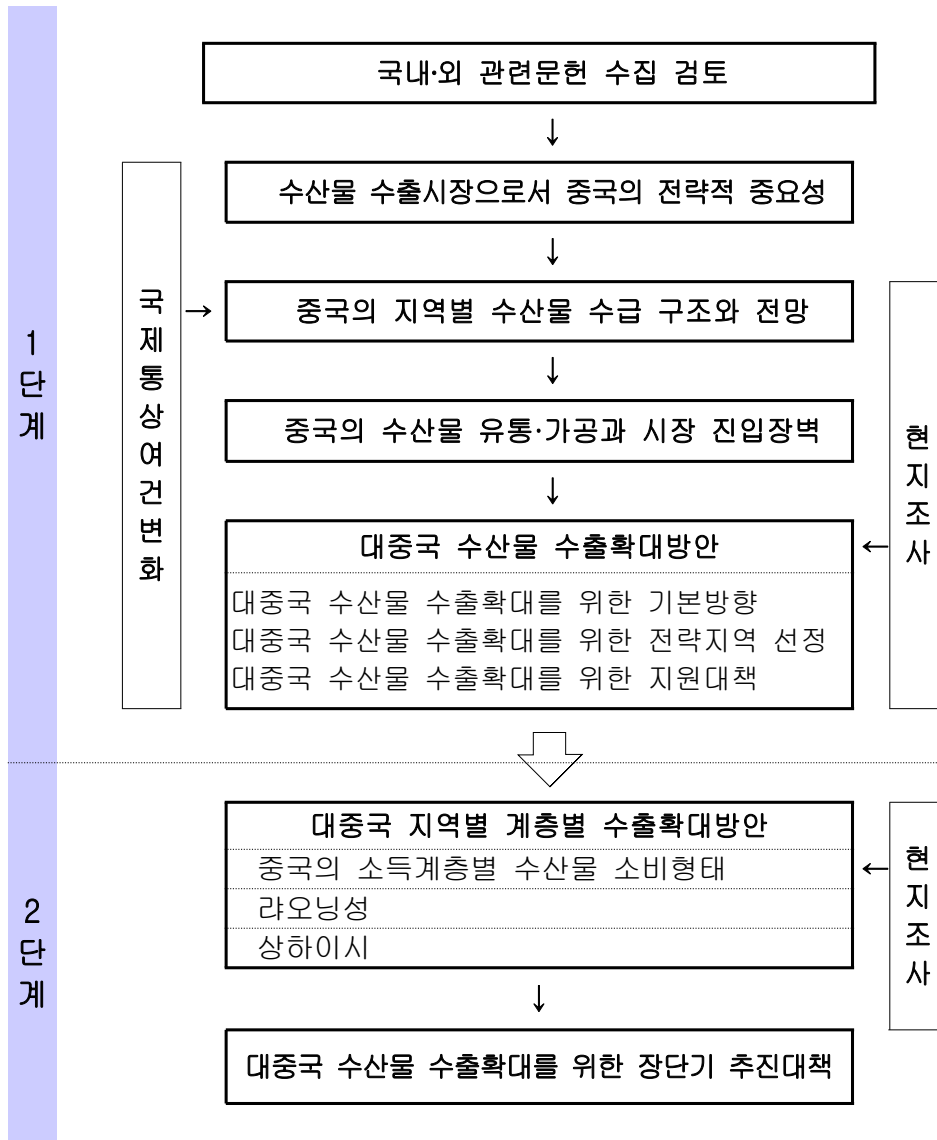 1단계
국내·외 관련문헌 수집 검토
↓
수산물 수출시장으로서 중국의 전략적 중요성
↓
국제통상여건변화
→
중국의 지역별 수산물 수급 구조와 전망
↓
중국의 수산물 유통·가공과 시장 진입장벽
↓
대중국 수산물 수출확대방안
←
현지조사
대중국 수산물 수출확대를 위한 기본방향
대중국 수산물 수출확대를 위한 전략지역 선정
대중국 수산물 수출확대를 위한 지원대책
2단계
대중국 지역별 계층별 수출확대방안
중국의 소득계층별 수산물 소비형태
←
현지조사
랴오닝성
상하이시
↓
대중국 수산물 수출확대를 위한 장단기 추진대책